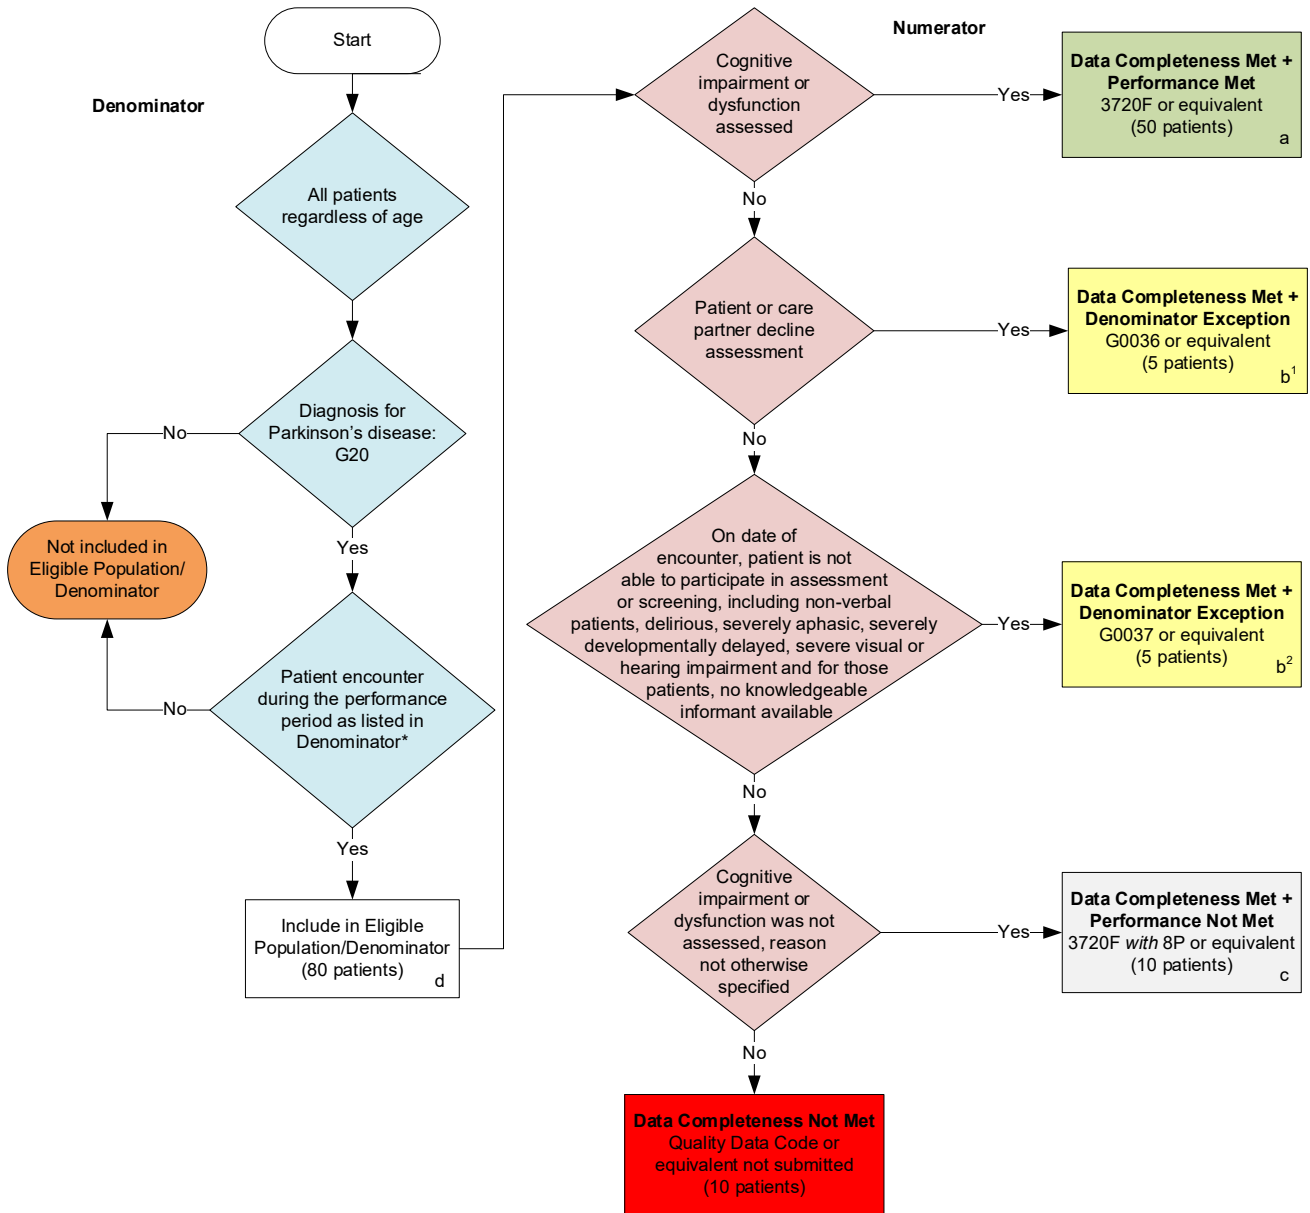 Start
Denominator
All patients
regardless of age
Diagnosis for
Parkinson's disease:
G20
No
Yes
Not included in
Eligible Population/
Denominator
Patient encounter
during the performance
period as listed in
Denominator*
No
Yes
Include in Eligible
Population/Denominator
(80 patients)
d
Numerator
Cognitive
impairment or
dysfunction
assessed
Yes
Data Completeness Met +
Performance Met
3720F or equivalent
(50 patients)
a
No
Patient or care
partner decline
assessment
Yes
Data Completeness Met +
Denominator Exception
G0036 or equivalent
(5 patients)
b¹
No
On date of
encounter, patient is not
able to participate in assessment
or screening, including non-verbal
patients, delirious, severely aphasic, severely
developmentally delayed, severe visual or
hearing impairment and for those
patients, no knowledgeable
informant available
Yes
Data Completeness Met +
Denominator Exception
G0037 or equivalent
(5 patients)
b²
No
Cognitive
impairment or
dysfunction was not
assessed, reason
not otherwise
specified
Yes
Data Completeness Met +
Performance Not Met
3720F with 8P or equivalent
(10 patients)
c
No
Data Completeness Not Met
Quality Data Code or
equivalent not submitted
(10 patients)